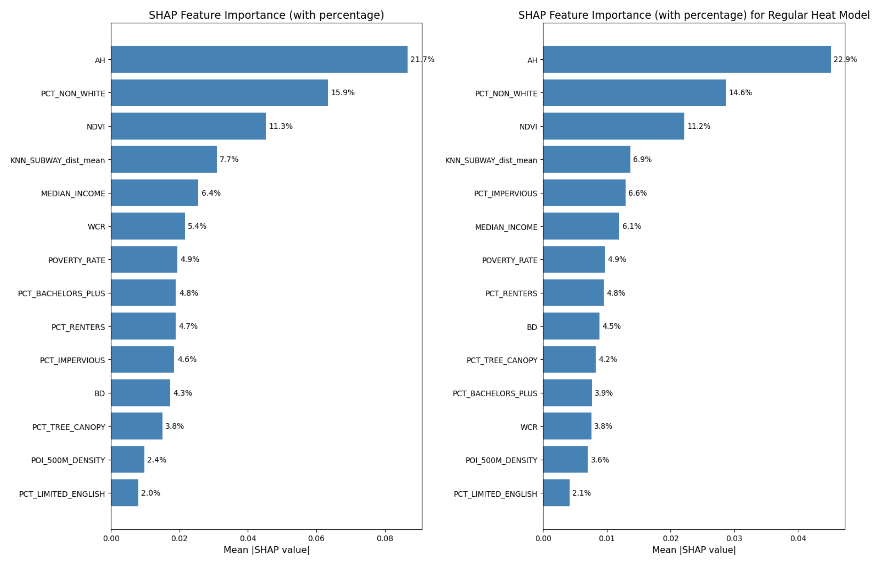 SHAP Feature Importance (with percentage)
AH 21.7%
PCT_NON_WHITE 15.9%
NDVI 11.3%
KNN_SUBWAY_dist_mean 7.7%
MEDIAN_INCOME 6.4%
WCR 5.4%
POVERTY_RATE 4.9%
PCT_BACHELORS_PLUS 4.8%
PCT_RENTERS 4.7%
PCT_IMPERVIOUS 4.6%
BD 4.3%
PCT_TREE_CANOPY 3.8%
POI_500M_DENSITY 2.4%
PCT_LIMITED_ENGLISH 2.0%
0.00 0.02 0.04 0.06 0.08
Mean |SHAP value|
SHAP Feature Importance (with percentage) for Regular Heat Model
AH 22.9%
PCT_NON_WHITE 14.6%
NDVI 11.2%
KNN_SUBWAY_dist_mean 6.9%
PCT_IMPERVIOUS 6.6%
MEDIAN_INCOME 6.1%
POVERTY_RATE 4.9%
PCT_RENTERS 4.8%
BD 4.5%
PCT_TREE_CANOPY 4.2%
PCT_BACHELORS_PLUS 3.9%
WCR 3.8%
POI_500M_DENSITY 3.6%
PCT_LIMITED_ENGLISH 2.1%
0.00 0.01 0.02 0.03 0.04
Mean |SHAP value|